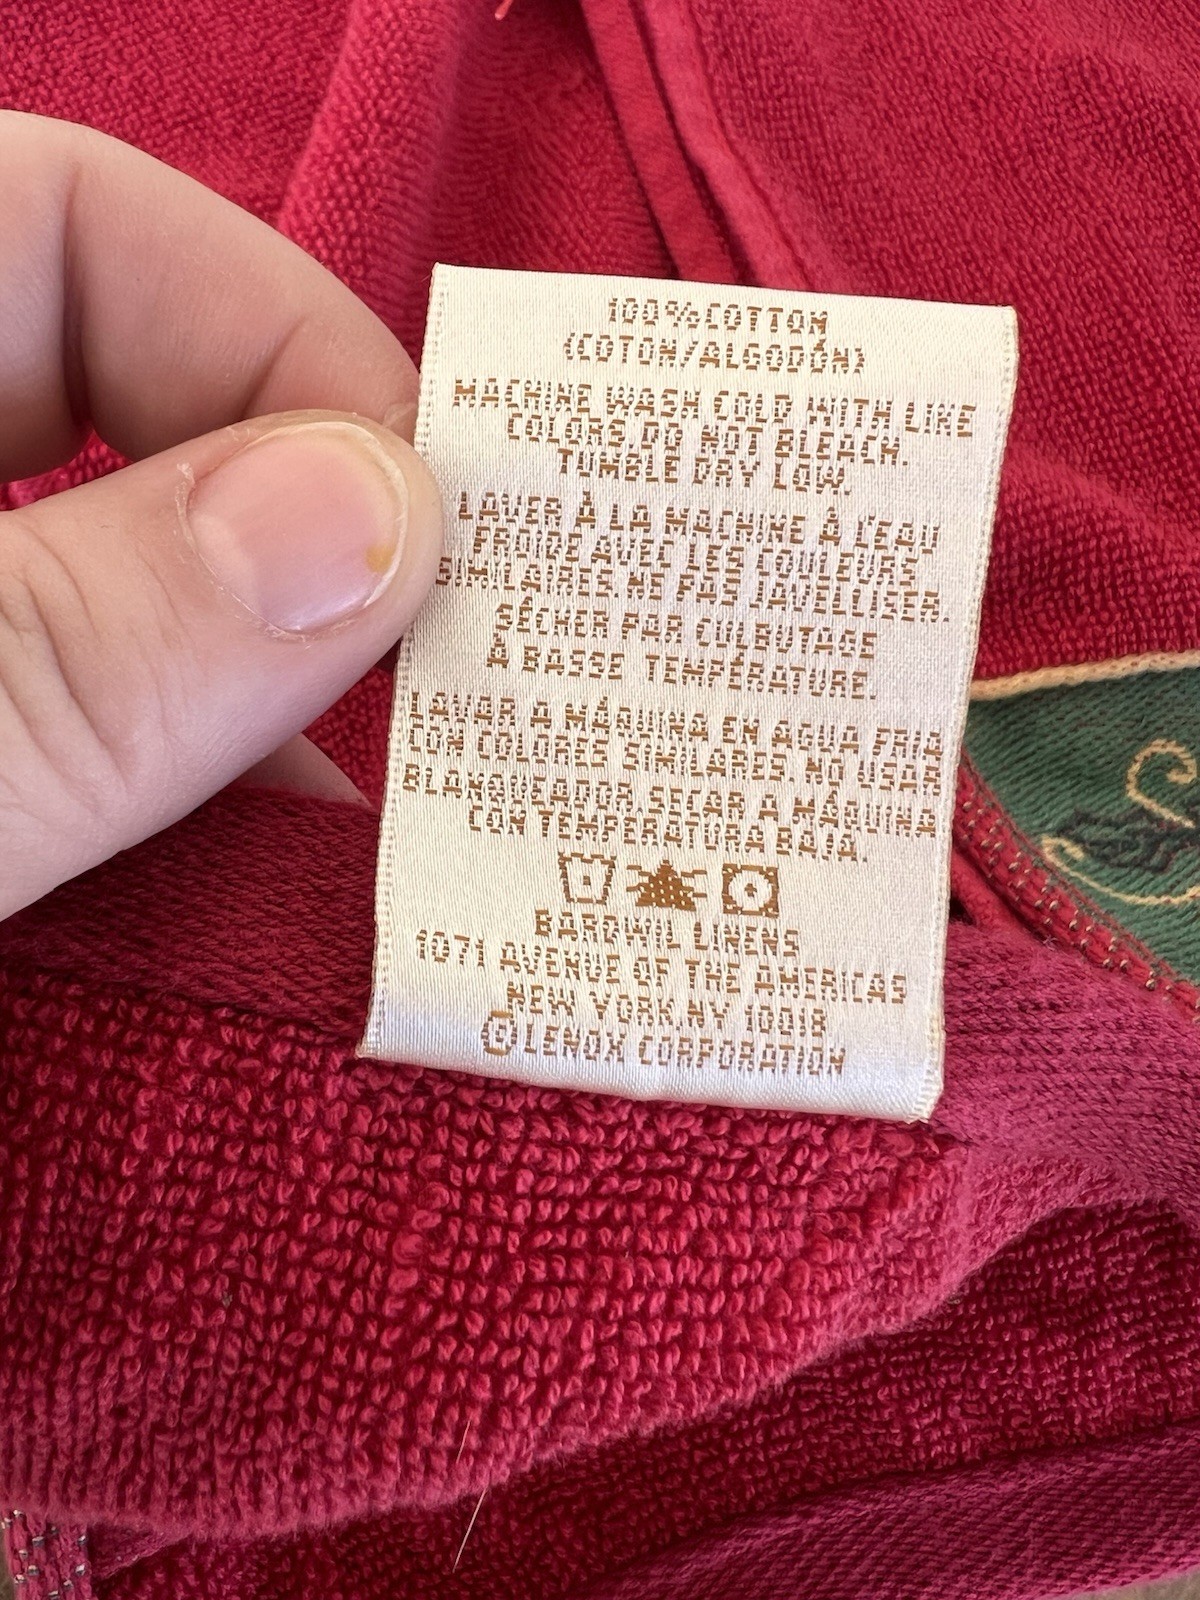 100% COTTON
(COTON/ALGODÓN)
MACHINE WASH COLD WITH LIKE
COLORS. DO NOT BLEACH.
TUMBLE DRY LOW.
LAVER À LA MACHINE À L'EAU
FROIDE AVEC LES COULEURS
SIMILAIRES. NE PAS JAVELLISER.
SÉCHER PAR CULBUTAGE
À BASSE TEMPÉRATURE.
LAVAR A MÁQUINA EN AGUA FRIA
CON COLORES SIMILARES. NO USAR
BLANQUEADOR. SECAR A MÁQUINA
CON TEMPERATURA BAJA.
BARDWIL LINENS
1071 AVENUE OF THE AMERICAS
NEW YORK, NY 10018
© LENOX CORPORATION